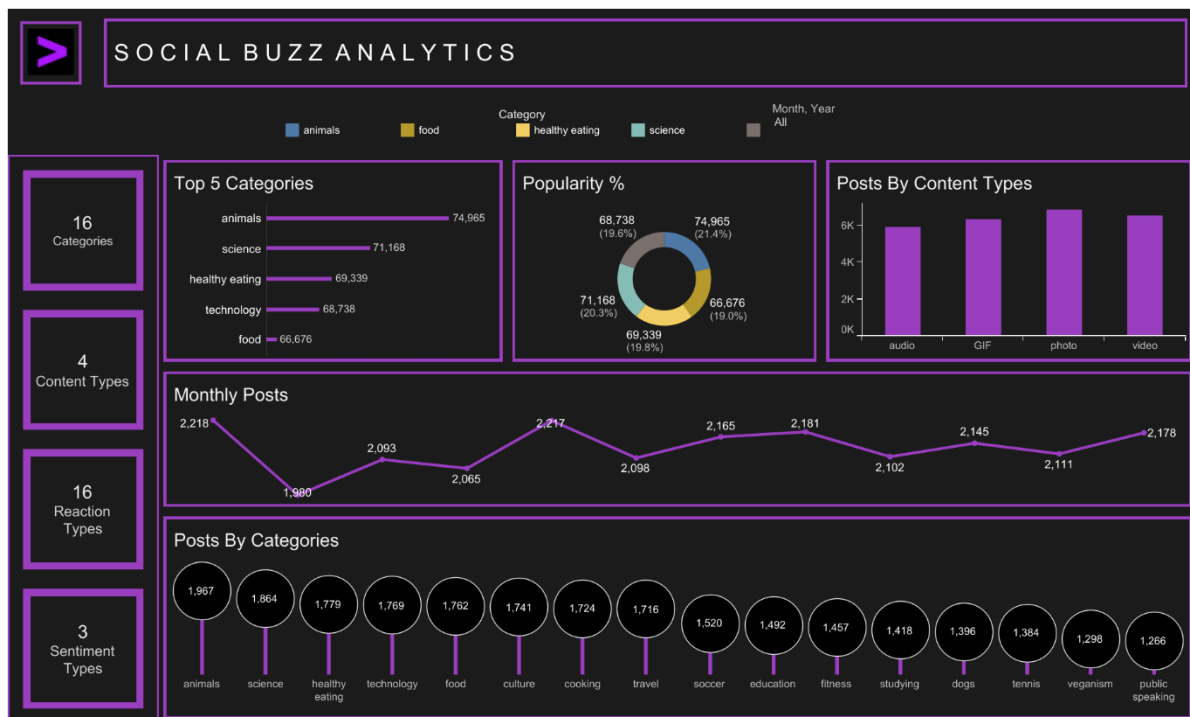 SOCIAL BUZZ ANALYTICS
Category
animals
food
healthy eating
science
Month, Year
All
16
Categories
4
Content Types
16
Reaction
Types
3
Sentiment
Types
Top 5 Categories
animals 74,965
science 71,168
healthy eating 69,339
technology 68,738
food 66,676
Popularity %
68,738
(19.6%)
74,965
(21.4%)
71,168
(20.3%)
66,676
(19.0%)
69,339
(19.8%)
Posts By Content Types
6K
4K
2K
0K
audio GIF photo video
Monthly Posts
2,218 1,980 2,093 2,065 2,217 2,098 2,165 2,181 2,102 2,145 2,111 2,178
Posts By Categories
1,967 1,864 1,779 1,769 1,762 1,741 1,724 1,716 1,520 1,492 1,457 1,418 1,396 1,384 1,298 1,266
animals science healthy technology food culture cooking travel soccer education fitness studying dogs tennis veganism public
eating speaking